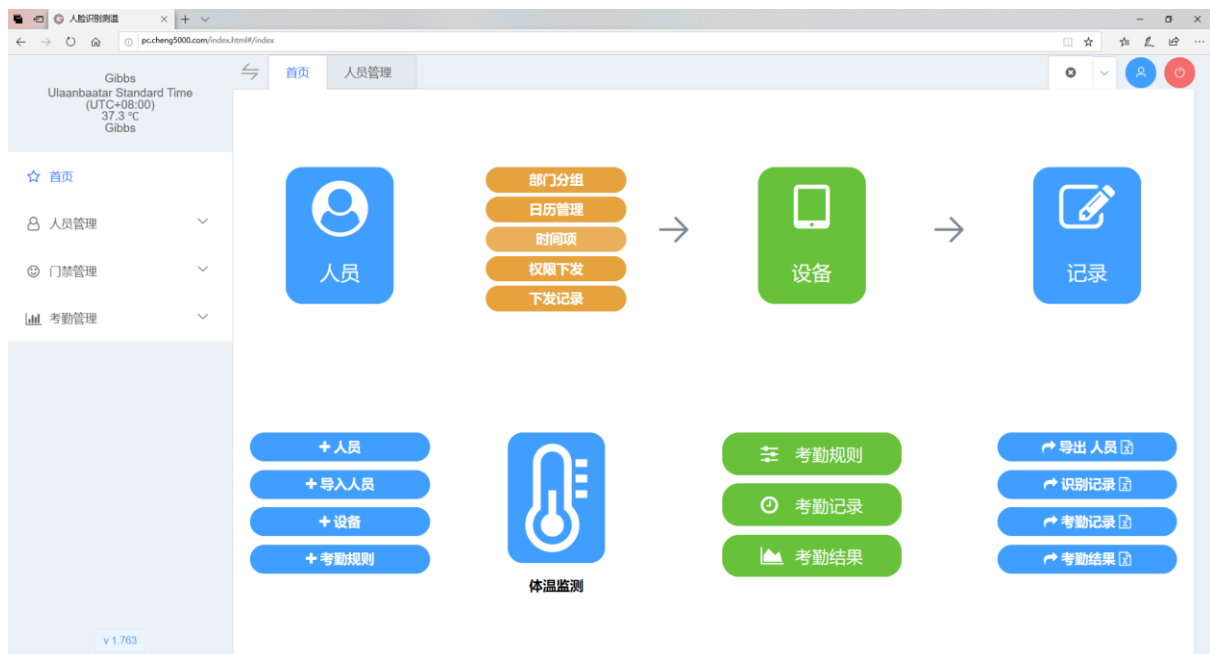 人脸识别测温
pc.cheng5000.com/index.html#/index
Gibbs
Ulaanbaatar Standard Time
(UTC+08:00)
37.3 ℃
Gibbs
首页
人员管理
首页
人员管理
门禁管理
考勤管理
v 1.763
人员
部门分组
日历管理
时间项
权限下发
下发记录
设备
记录
+ 人员
+ 导入人员
+ 设备
+ 考勤规则
体温监测
考勤规则
考勤记录
考勤结果
导出 人员
识别记录
考勤记录
考勤结果